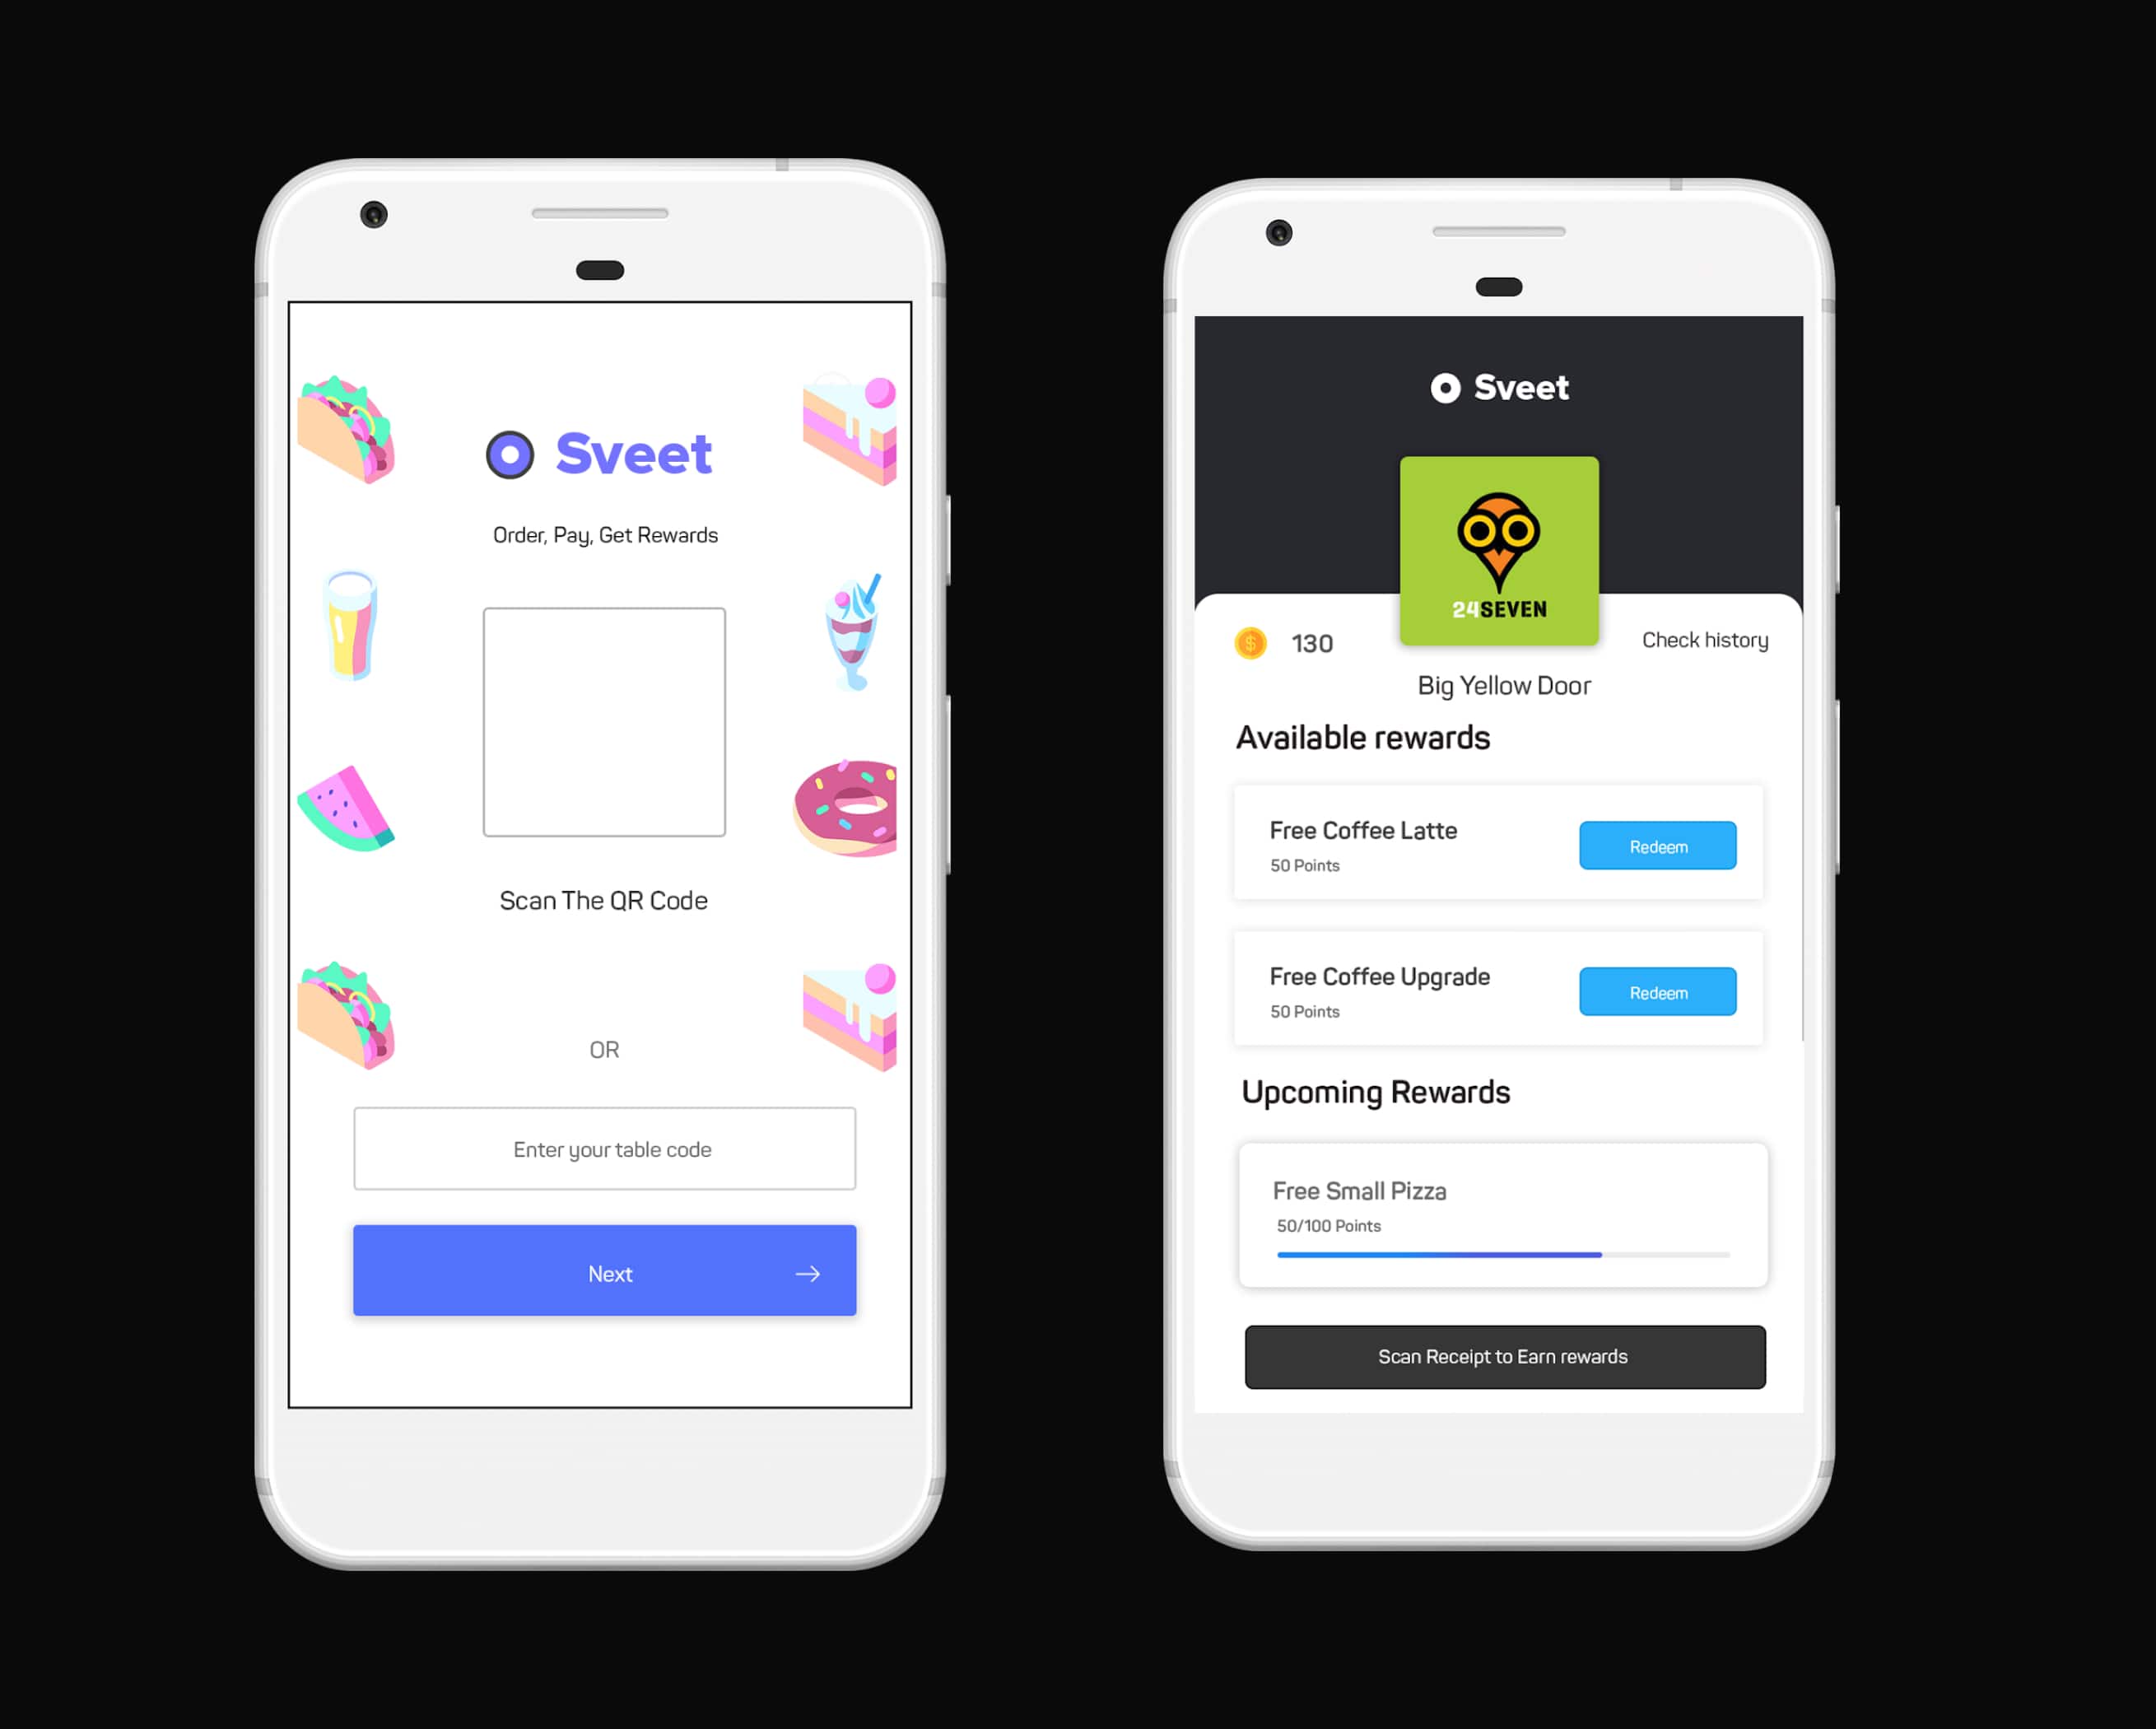 Sveet
Order, Pay, Get Rewards
Scan The QR Code
OR
Enter your table code
Next
Sveet
24SEVEN
130
Check history
Big Yellow Door
Available rewards
Free Coffee Latte
50 Points
Redeem
Free Coffee Upgrade
50 Points
Redeem
Upcoming Rewards
Free Small Pizza
50/100 Points
Scan Receipt to Earn rewards